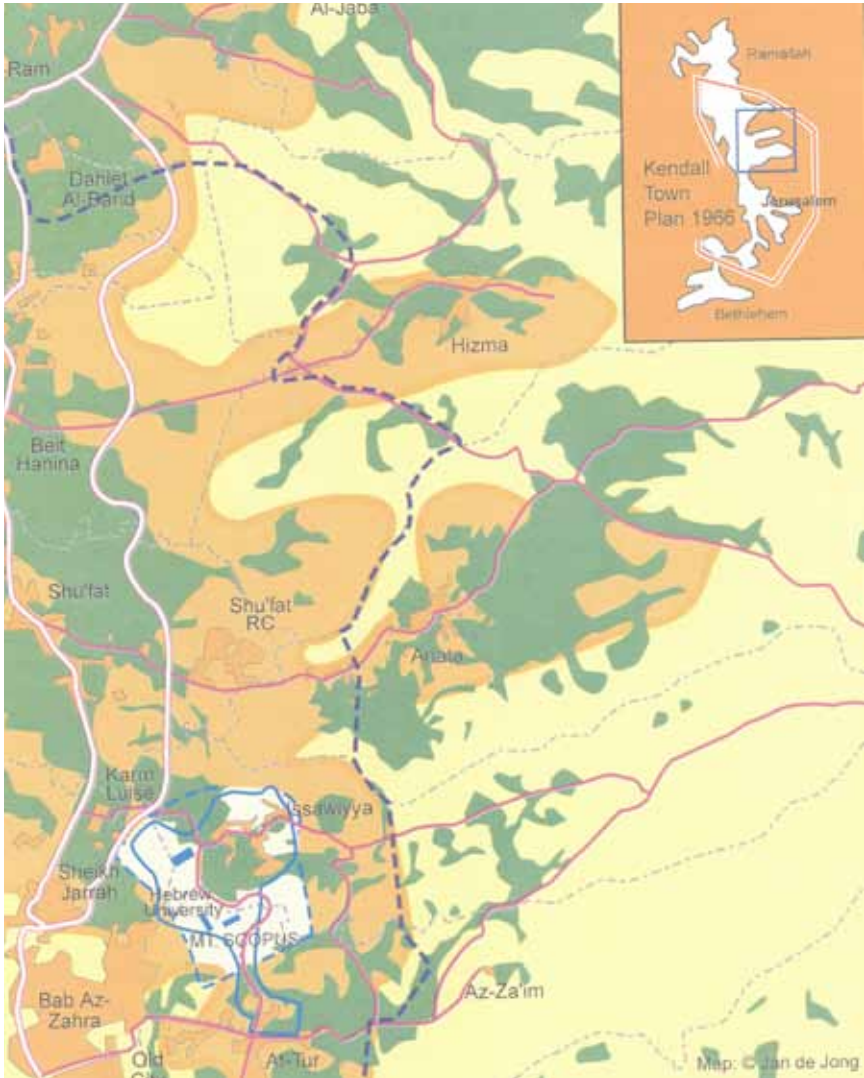 Al-Jaba
Ram
Ramallah
Kendall
Town
Plan 1966
Jerusalem
Bethlehem
Dahiet
Al-Barid
Hizma
Beit
Hanina
Shu'fat
Shu'fat
RC
Anata
Karm
Luise
Issawiyya
Sheikh
Jarrah
Hebrew
University
MT. SCOPUS
Bab Az-
Zahra
Az-Za'im
Old
At-Tur
Map: © Jan de Jong